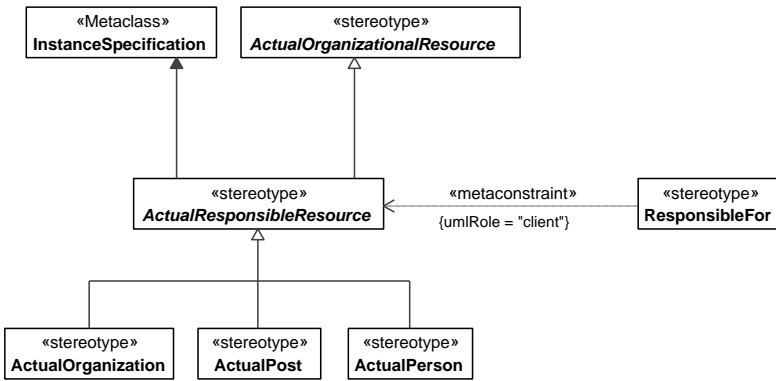 «Metaclass»
InstanceSpecification
«stereotype»
ActualOrganizationalResource
«stereotype»
ActualResponsibleResource
«metaconstraint»
{umlRole = "client"}
«stereotype»
ResponsibleFor
«stereotype»
ActualOrganization
«stereotype»
ActualPost
«stereotype»
ActualPerson